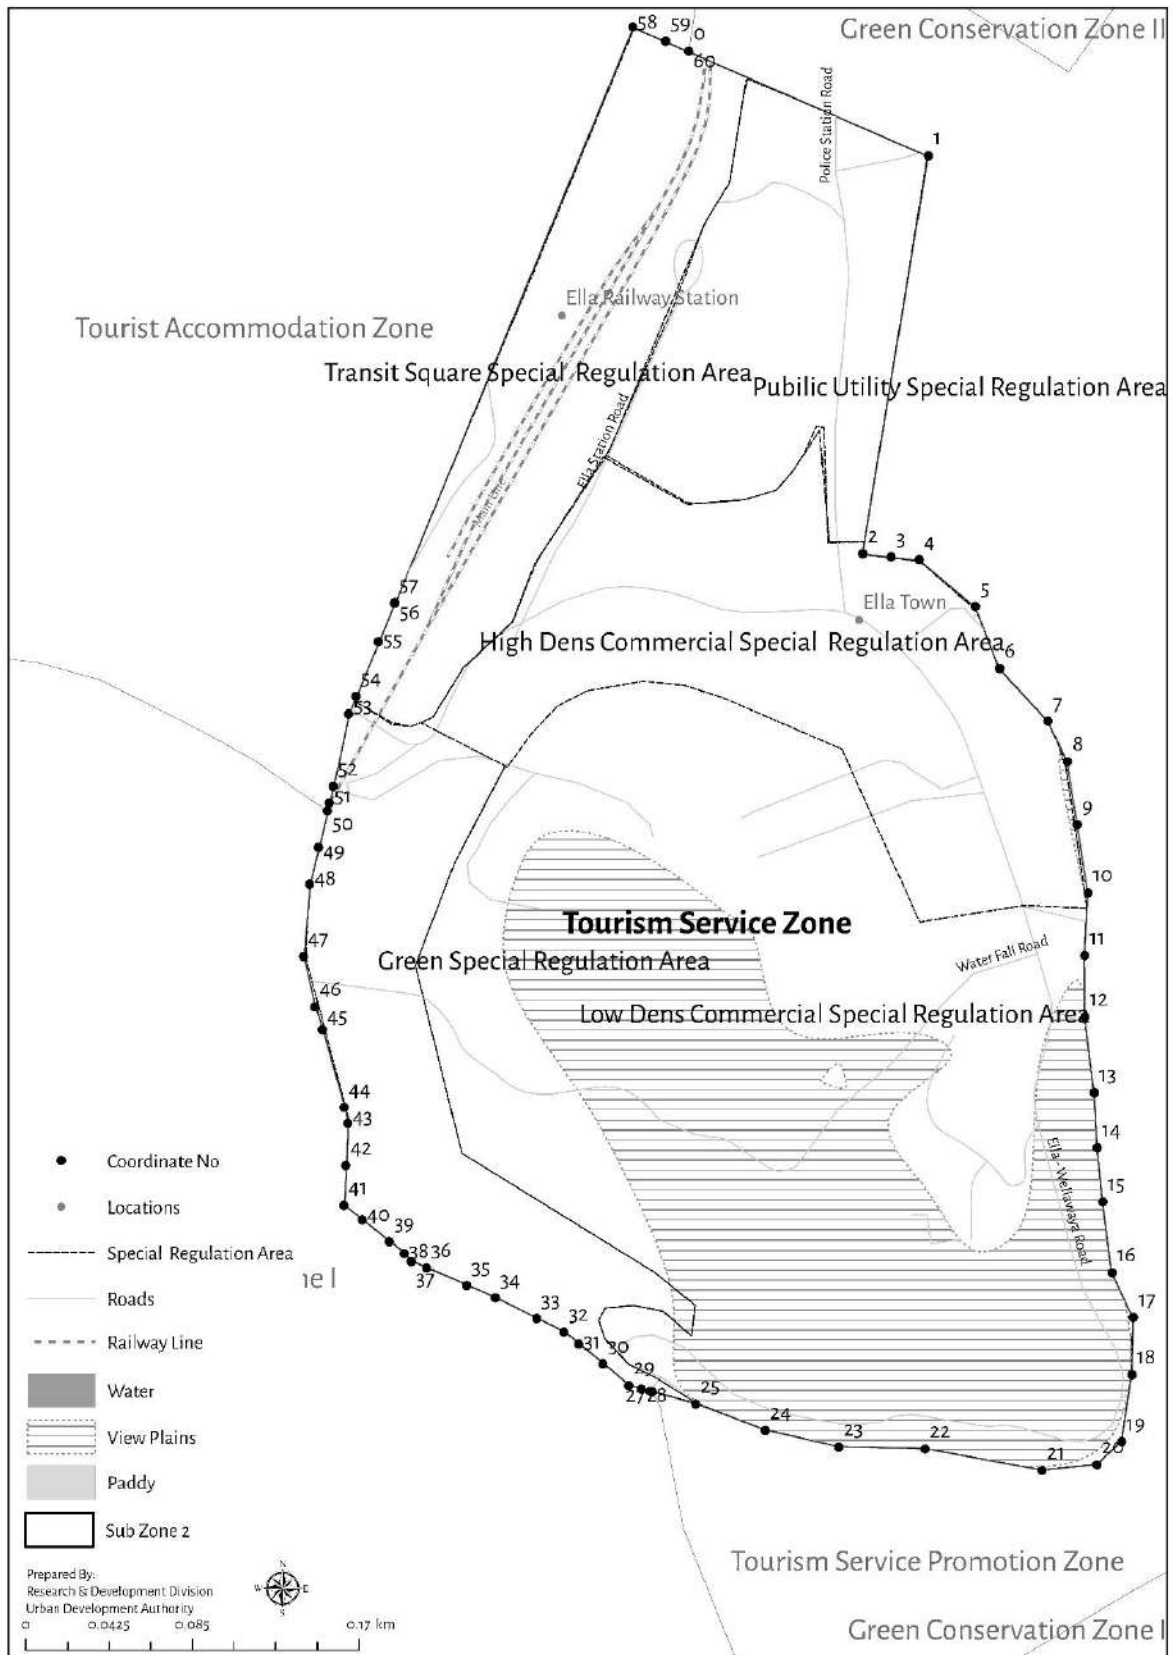 58
59
0
60
Green Conservation Zone II
Police Station Road
1
Ella Railway Station
Tourist Accommodation Zone
Transit Square Special Regulation Area
Pubilic Utility Special Regulation Area
Ella Station Road
Main Line
2
3
4
5
57
56
Ella Town
55
High Dens Commercial Special Regulation Area
6
54
53
7
8
52
51
50
9
49
48
10
Tourism Service Zone
47
Green Special Regulation Area
11
Water Fall Road
46
45
Low Dens Commercial Special Regulation Area
12
13
44
43
14
42
Ella - Wellawaya Road
15
41
40
39
38
36
37
16
35
34
17
33
32
31
30
18
29
27
28
25
24
23
22
19
20
21
ne I
Coordinate No
Locations
Special Regulation Area
Roads
Railway Line
Water
View Plains
Paddy
Sub Zone 2
Prepared By:
Research & Development Division
Urban Development Authority
N
W
E
S
0 0.0425 0.085 0.17 km
Tourism Service Promotion Zone
Green Conservation Zone I